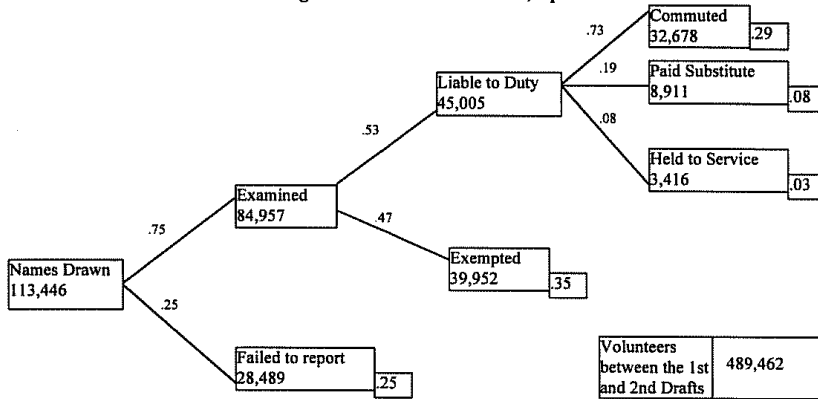 Commuted
32,678
.29
.73
Paid Substitute
8,911
.08
.19
Liable to Duty
45,005
.08
Held to Service
3,416
.03
.53
Examined
84,957
.47
.75
Exempted
39,952
.35
Names Drawn
113,446
.25
Failed to report
28,489
.25
Volunteers
between the 1st
and 2nd Drafts
489,462